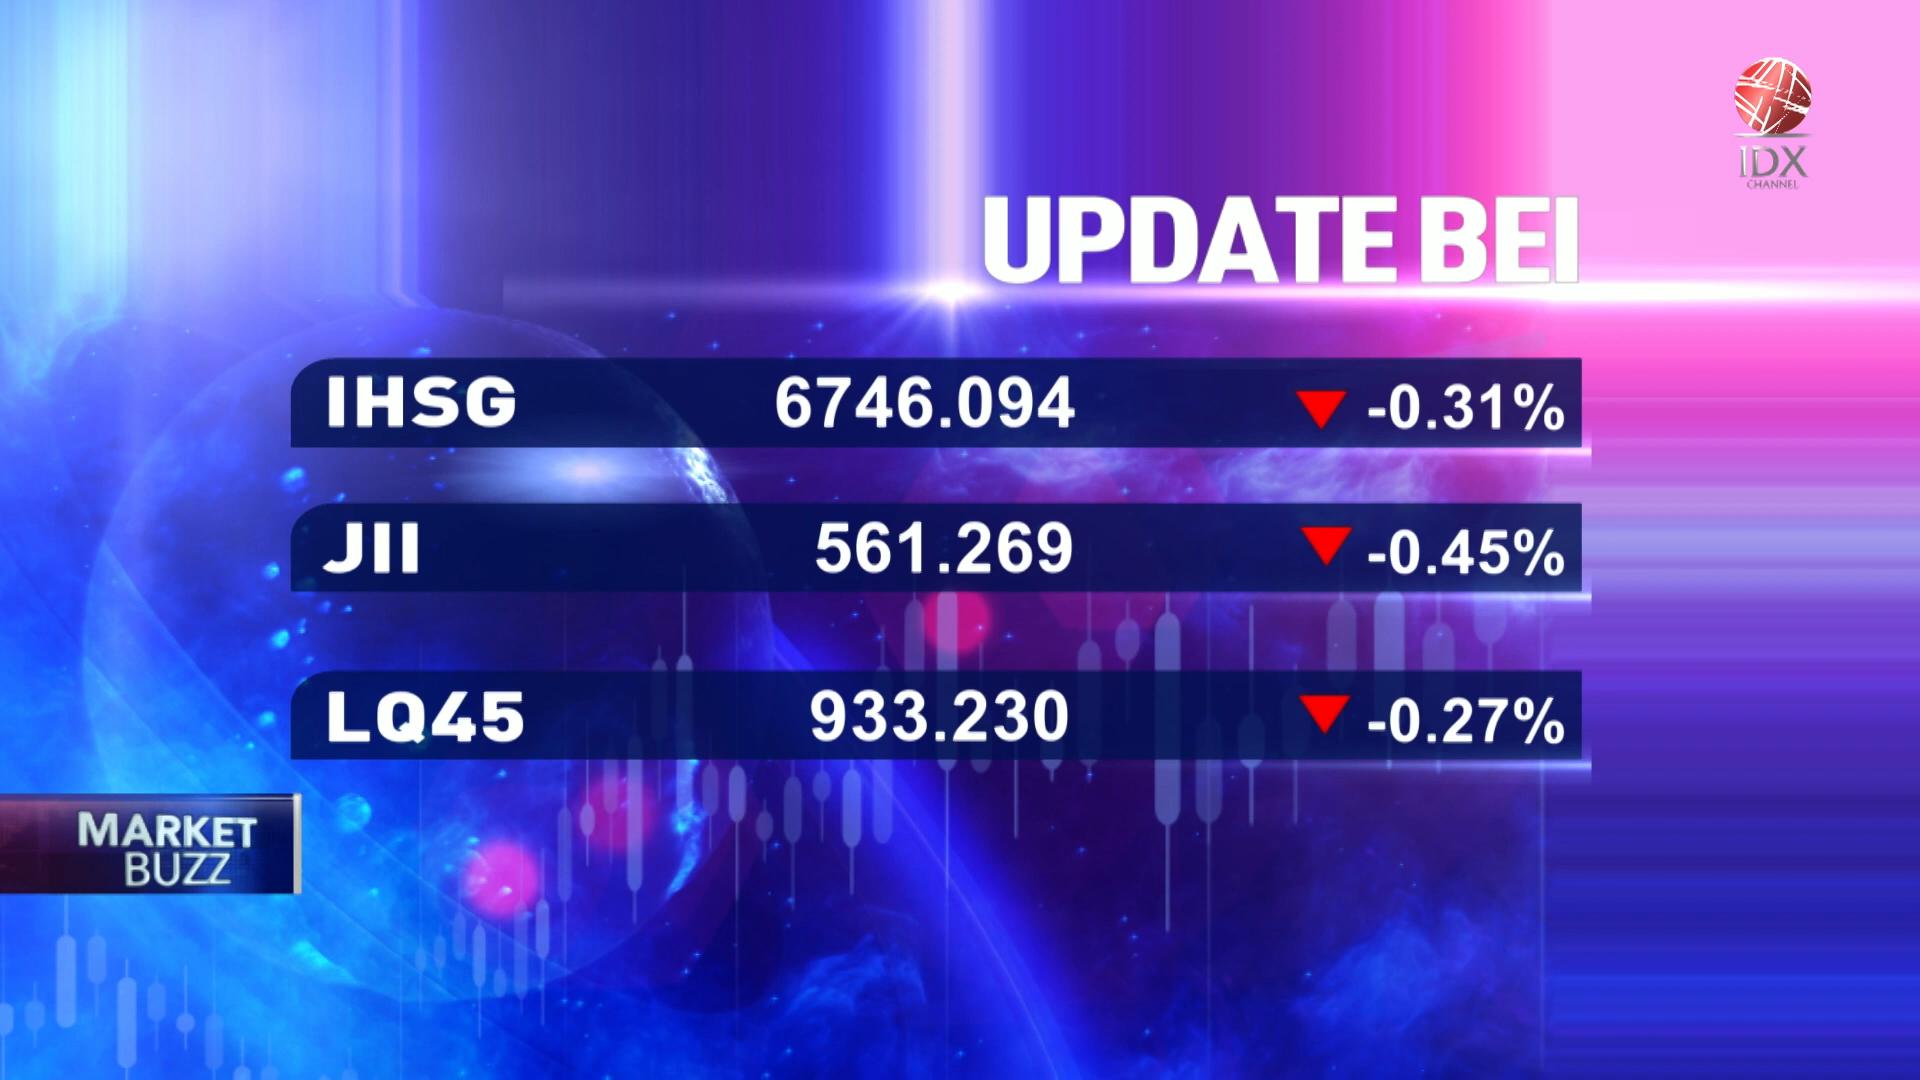 IDX
CHANNEL
UPDATE BEI
IHSG 6746.094 -0.31%
JII 561.269 -0.45%
LQ45 933.230 -0.27%
MARKET
BUZZ